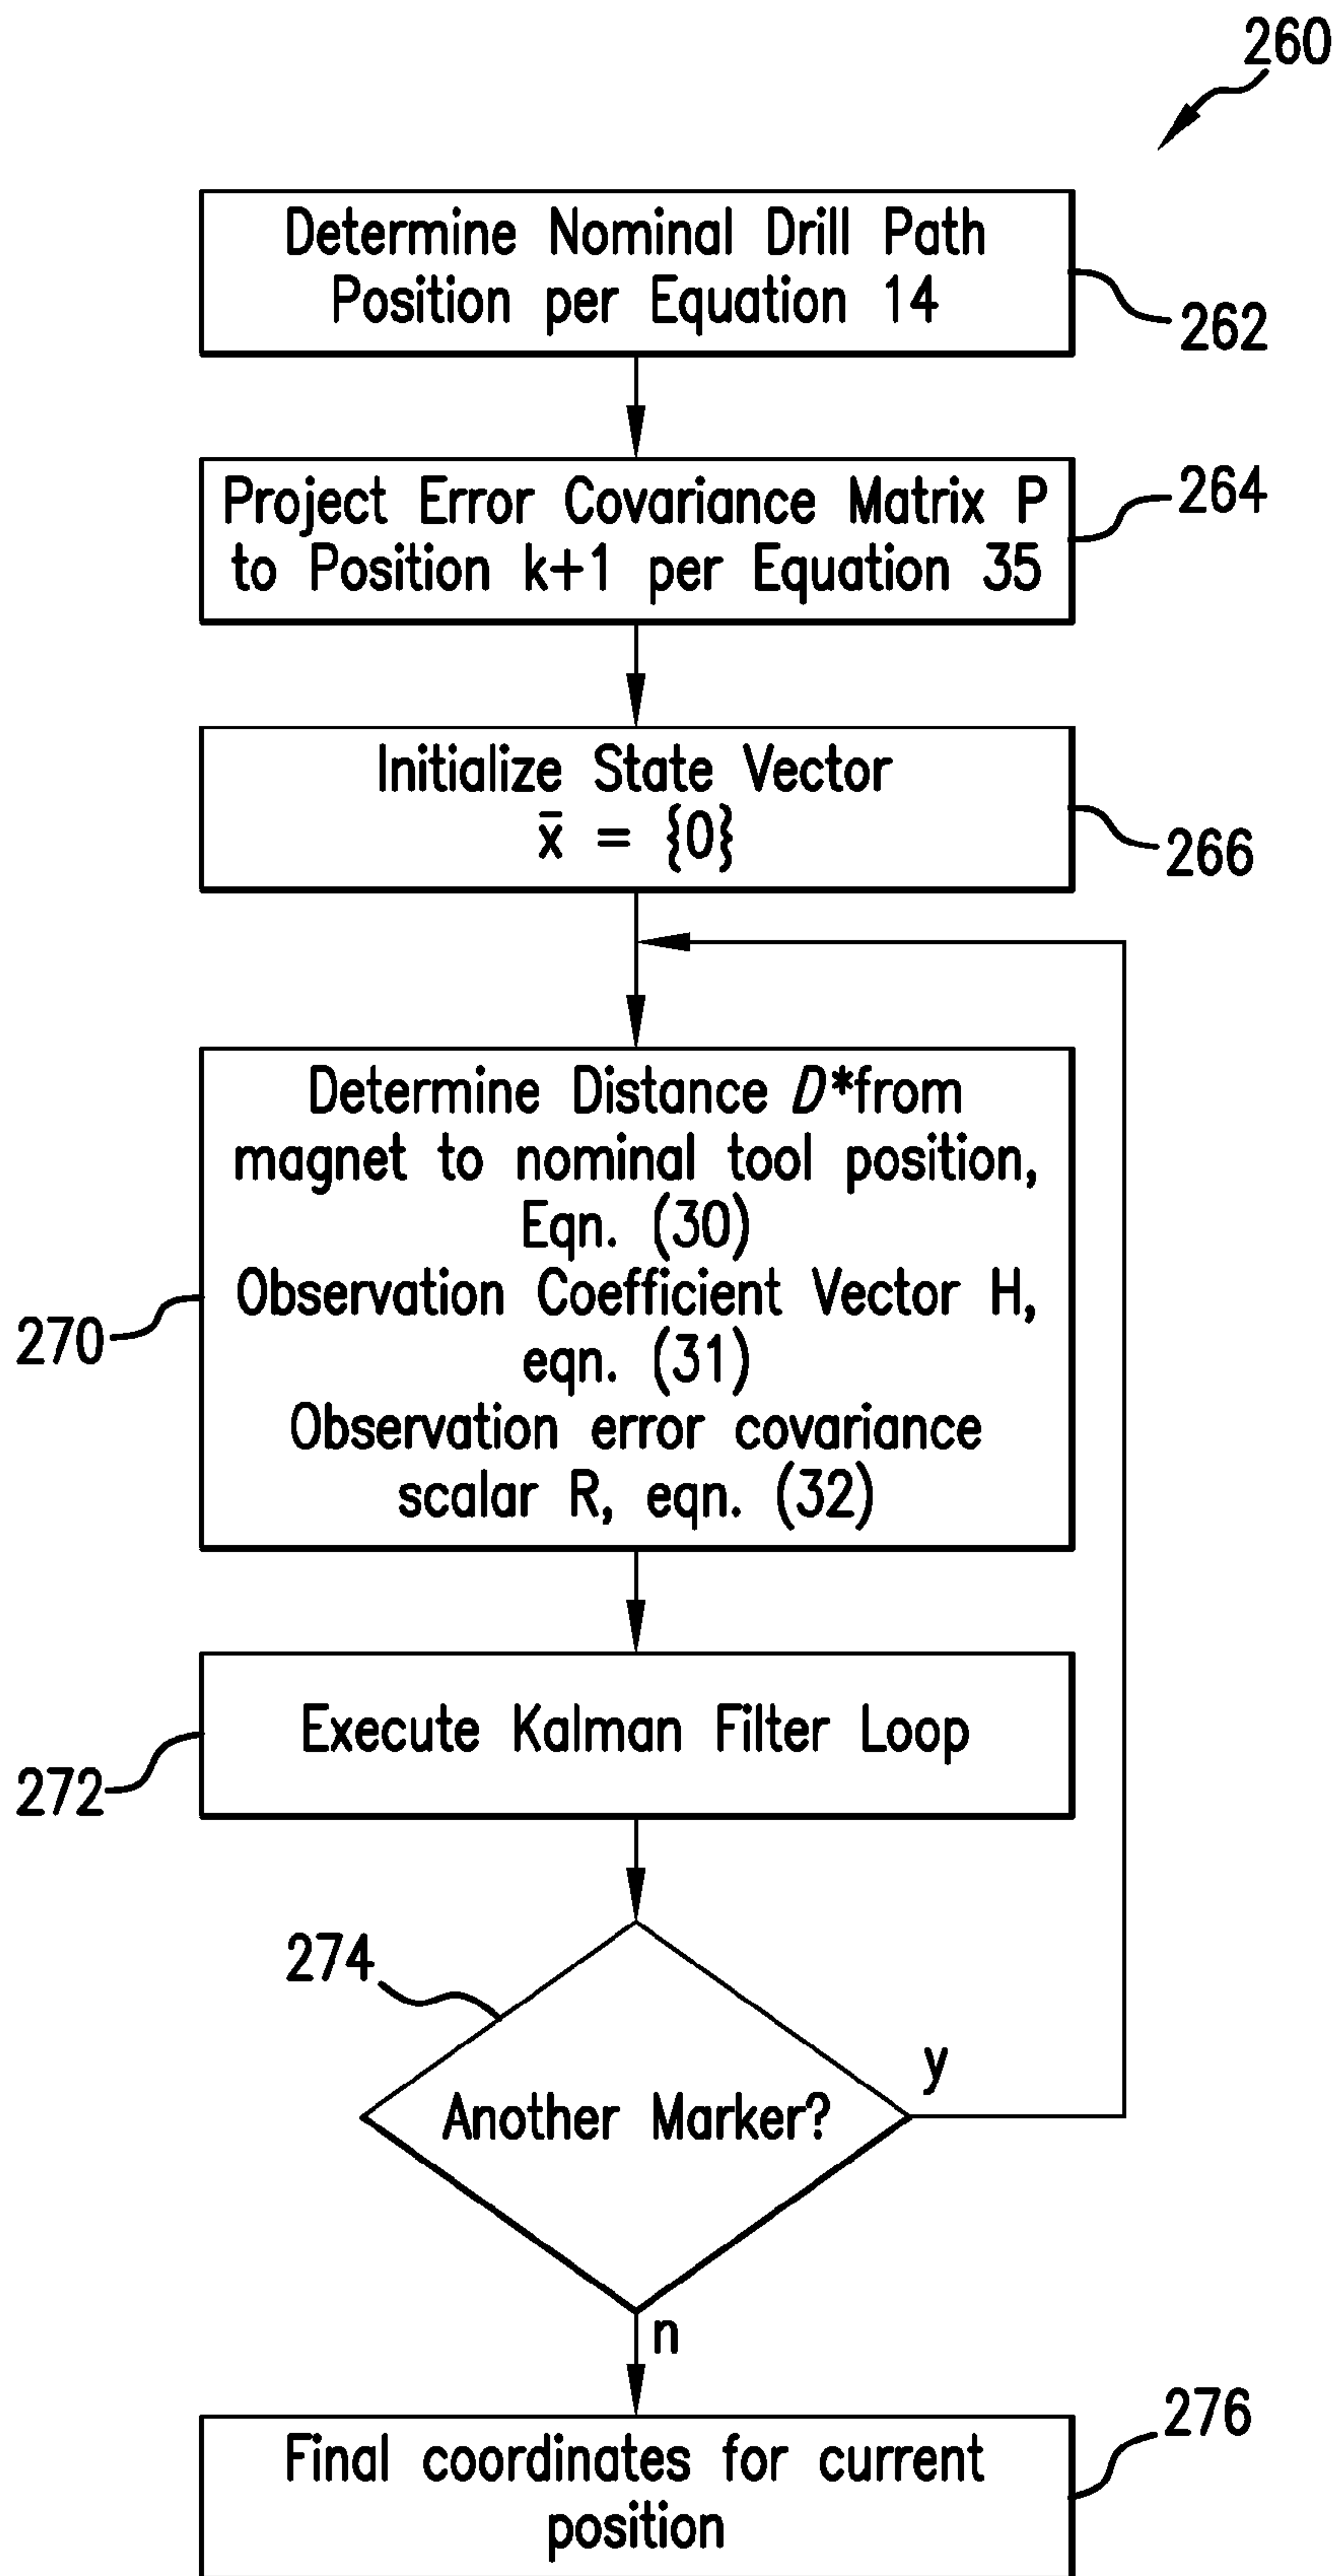 260
Determine Nominal Drill Path
Position per Equation 14
262
Project Error Covariance Matrix P
to Position k+1 per Equation 35
264
Initialize State Vector
x̄ = {0}
266
Determine Distance D*from
magnet to nominal tool position,
Eqn. (30)
Observation Coefficient Vector H,
eqn. (31)
Observation error covariance
scalar R, eqn. (32)
270
Execute Kalman Filter Loop
272
274
Another Marker?
y
n
Final coordinates for current
position
276